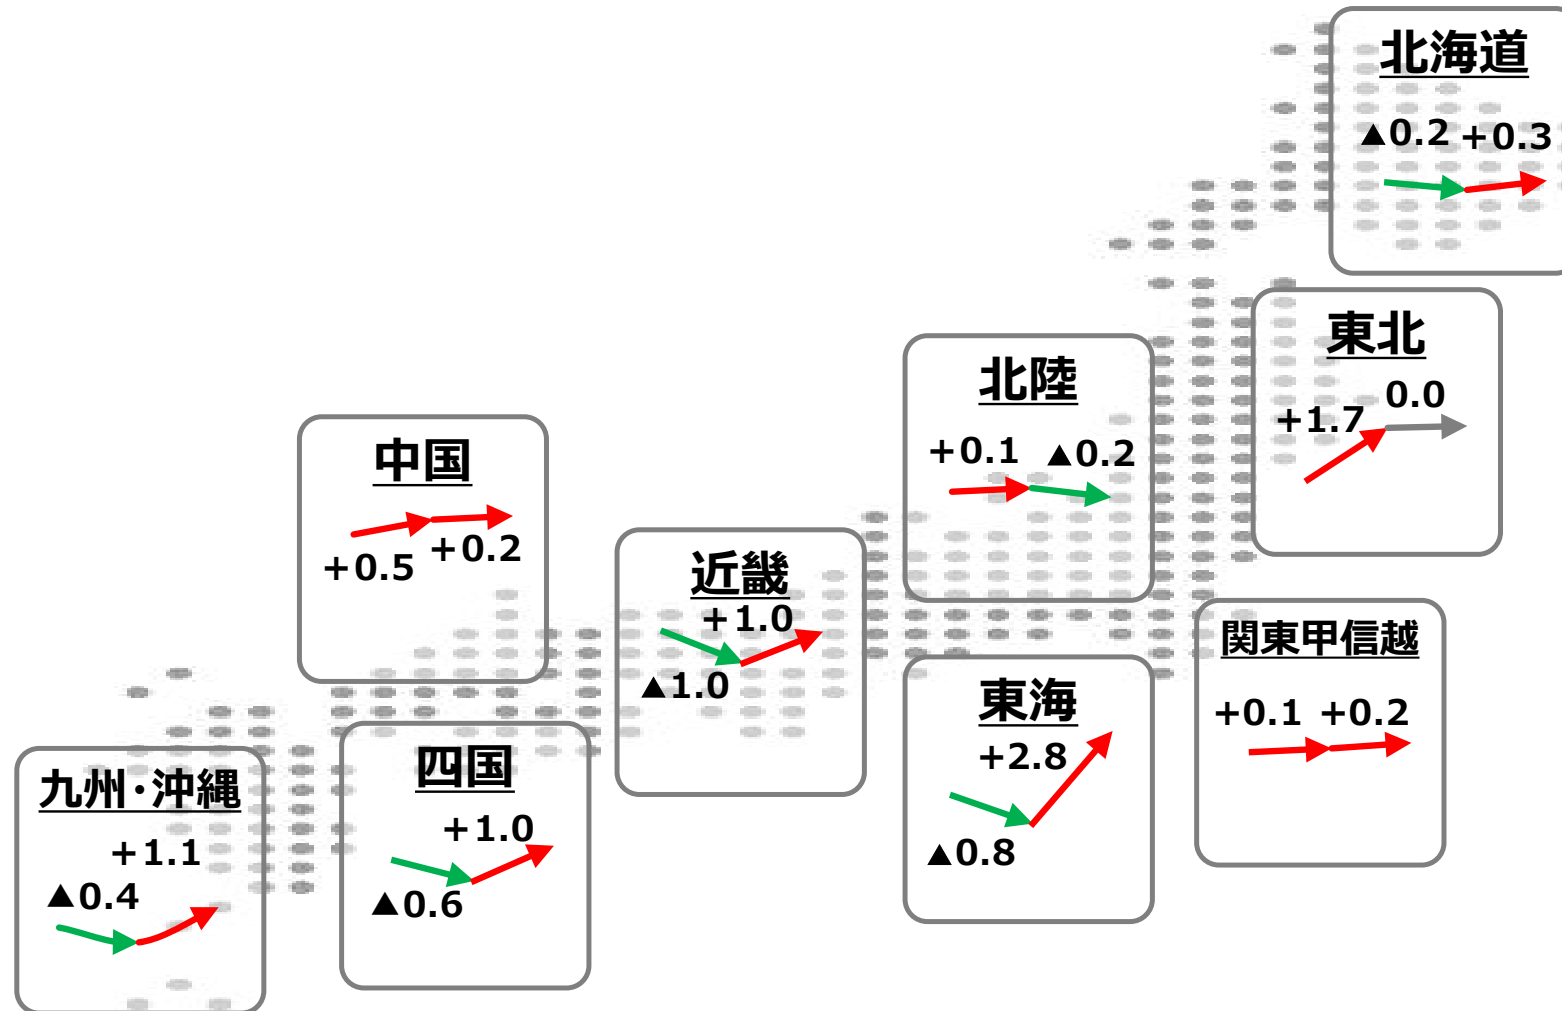 北海道
▲0.2 +0.3
東北
+1.7 0.0
北陸
+0.1 ▲0.2
中国
+0.5 +0.2
近畿
+1.0
▲1.0
関東甲信越
+0.1 +0.2
東海
+2.8
▲0.8
四国
+1.0
▲0.6
九州・沖縄
+1.1
▲0.4